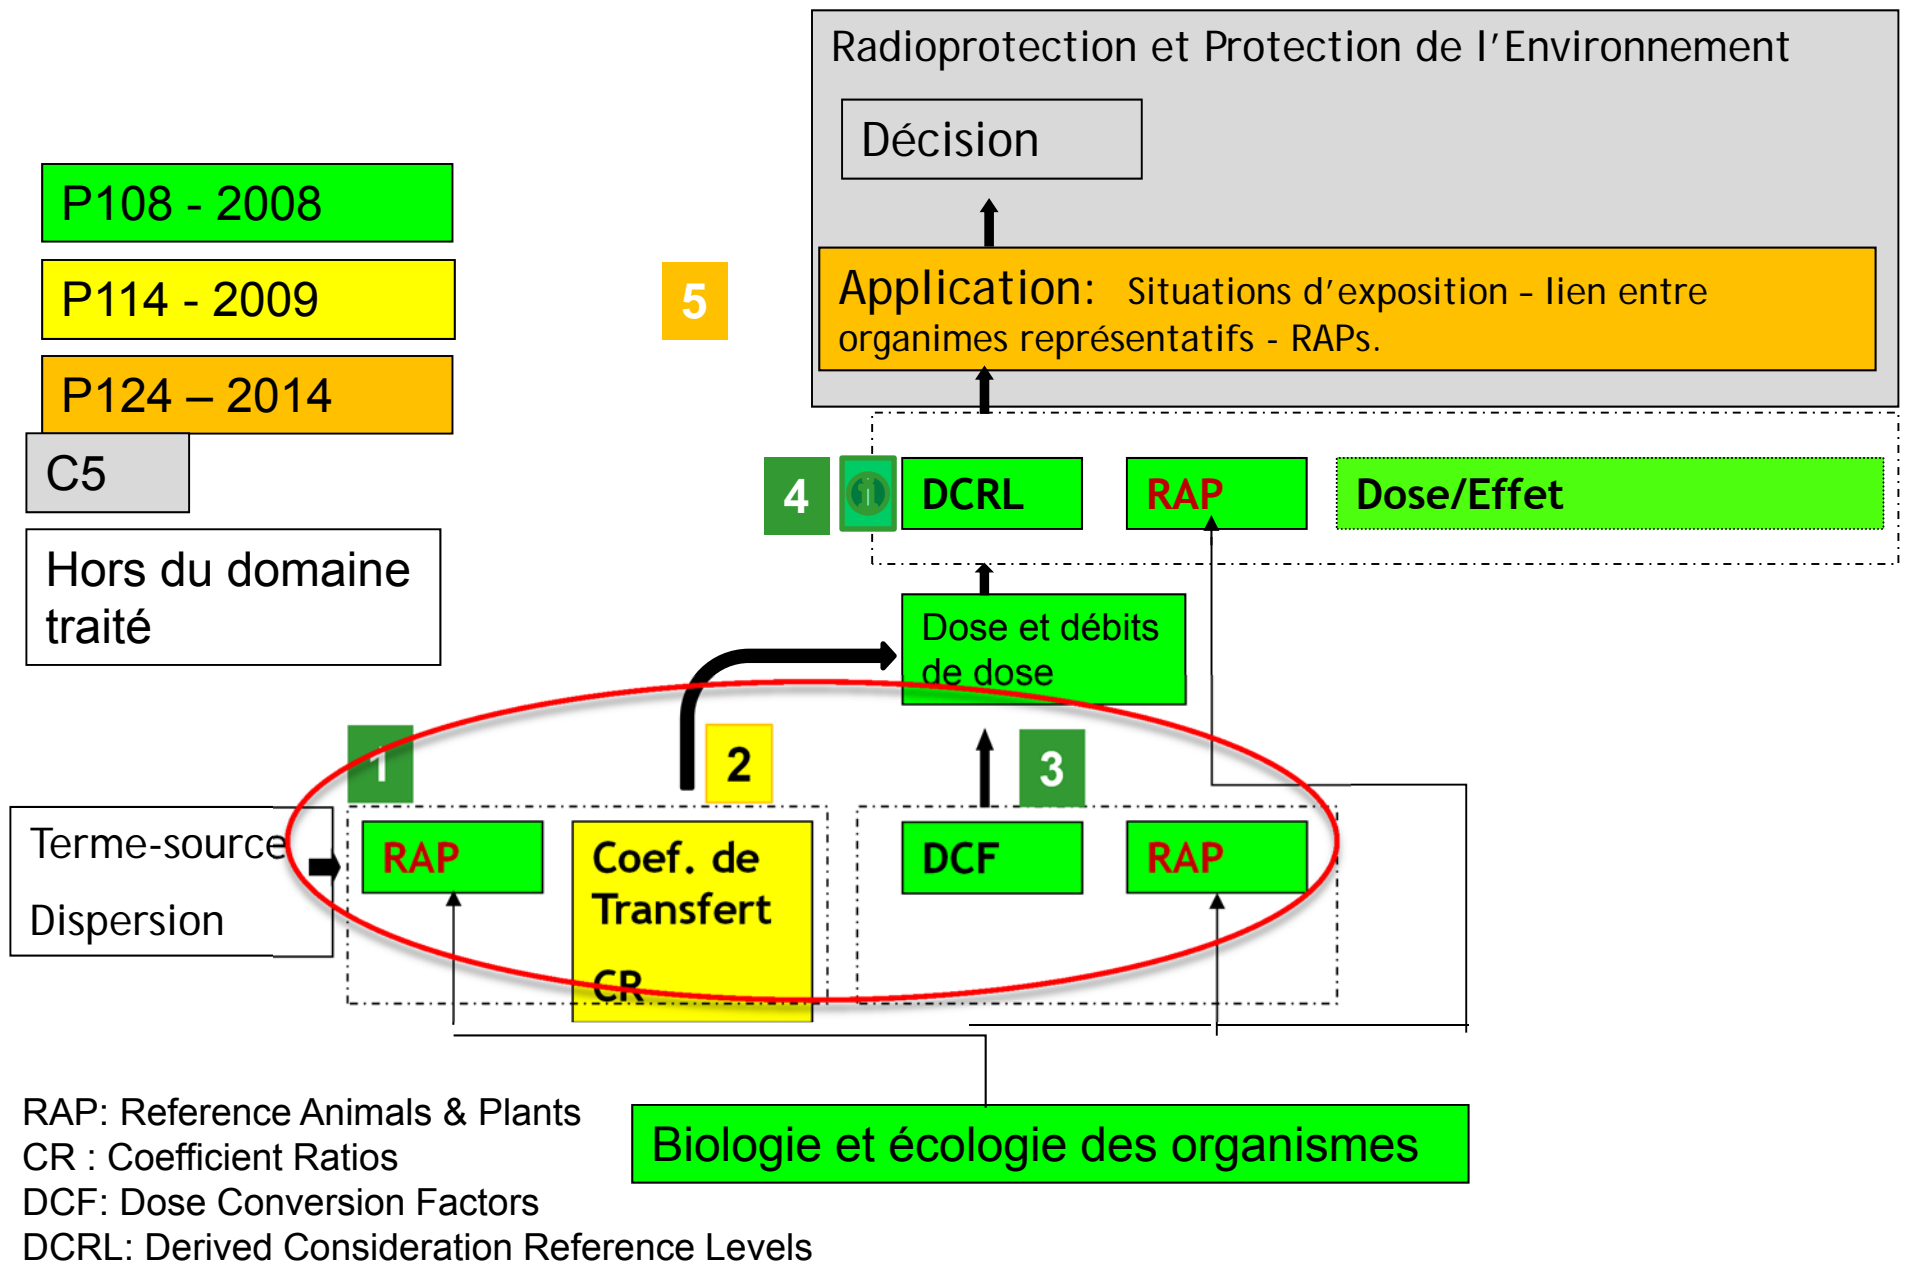 Radioprotection et Protection de l'Environnement
Décision
P108 - 2008
P114 - 2009
P124 – 2014
C5
Hors du domaine
traité
5
Application: Situations d'exposition – lien entre
organimes représentatifs - RAPs.
4
DCRL
RAP
Dose/Effet
Dose et débits
de dose
1
2
3
Terme-source
Dispersion
RAP
Coef. de
Transfert
CR
DCF
RAP
Biologie et écologie des organismes
RAP: Reference Animals & Plants
CR : Coefficient Ratios
DCF: Dose Conversion Factors
DCRL: Derived Consideration Reference Levels